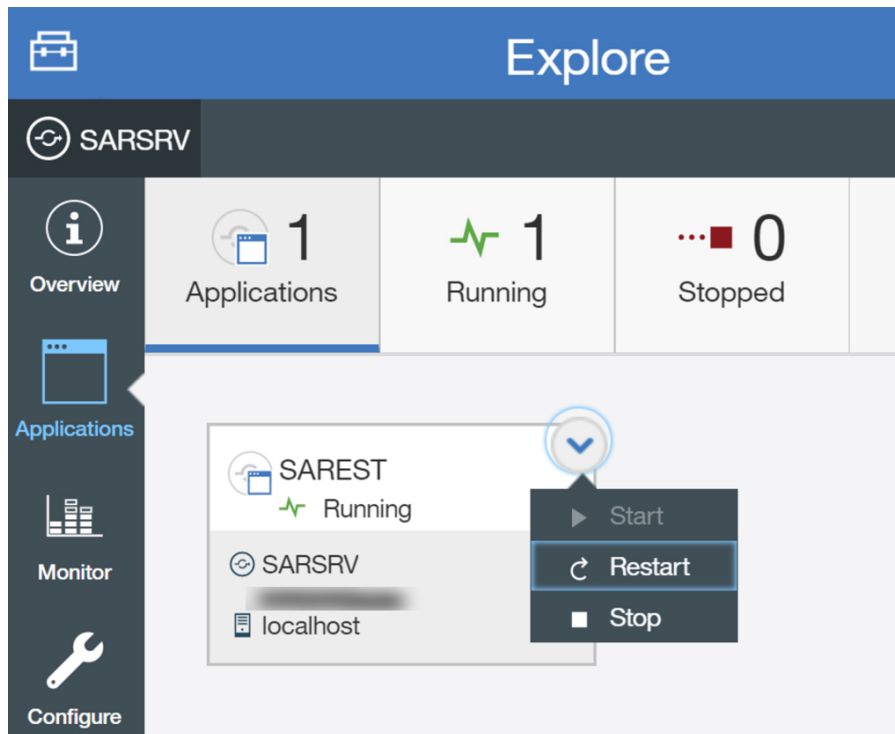 Explore
SARSRV
Overview
Applications
Monitor
Configure
1
Applications
1
Running
0
Stopped
SAREST
Running
SARSRV
localhost
Start
Restart
Stop